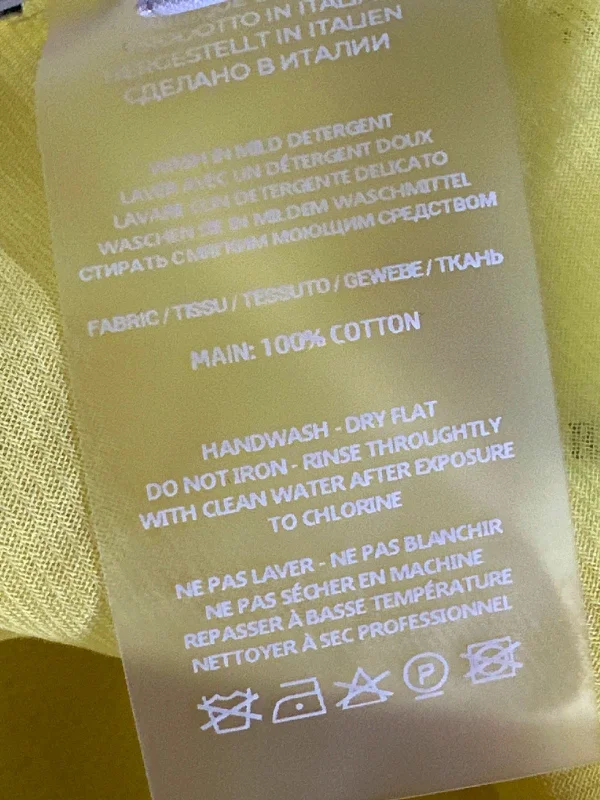 PRODOTTO IN ITALIA
HERGESTELLT IN ITALIEN
СДЕЛАНО В ИТАЛИИ
WASH IN MILD DETERGENT
LAVER AVEC UN DÉTERGENT DOUX
LAVARE CON DETERGENTE DELICATO
WASCHEN SIE IN MILDEM WASCHMITTEL
СТИРАТЬ С МЯГКИМ МОЮЩИМ СРЕДСТВОМ
FABRIC / TISSU / TESSUTO / GEWEBE / ТКАНЬ
MAIN: 100% COTTON
HANDWASH - DRY FLAT
DO NOT IRON - RINSE THROUGHTLY
WITH CLEAN WATER AFTER EXPOSURE
TO CHLORINE
NE PAS LAVER - NE PAS BLANCHIR
NE PAS SÉCHER EN MACHINE
REPASSER À BASSE TEMPÉRATURE
NETTOYER À SEC PROFESSIONNEL
P